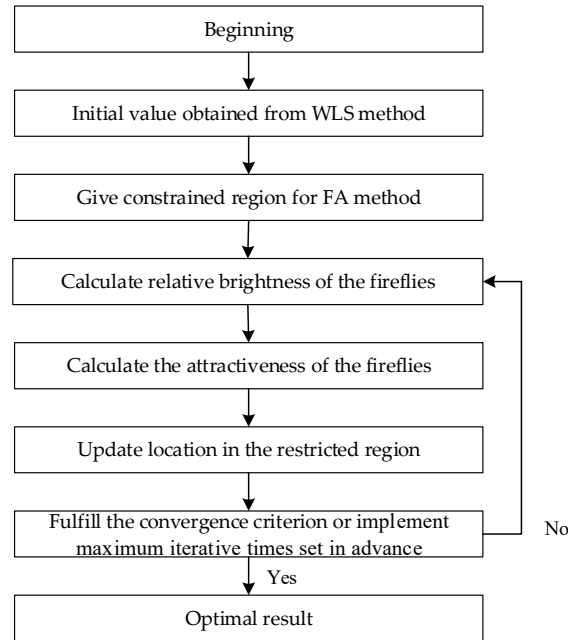 Beginning
Initial value obtained from WLS method
Give constrained region for FA method
Calculate relative brightness of the fireflies
Calculate the attractiveness of the fireflies
Update location in the restricted region
Fulfill the convergence criterion or implement
maximum iterative times set in advance
No
Yes
Optimal result